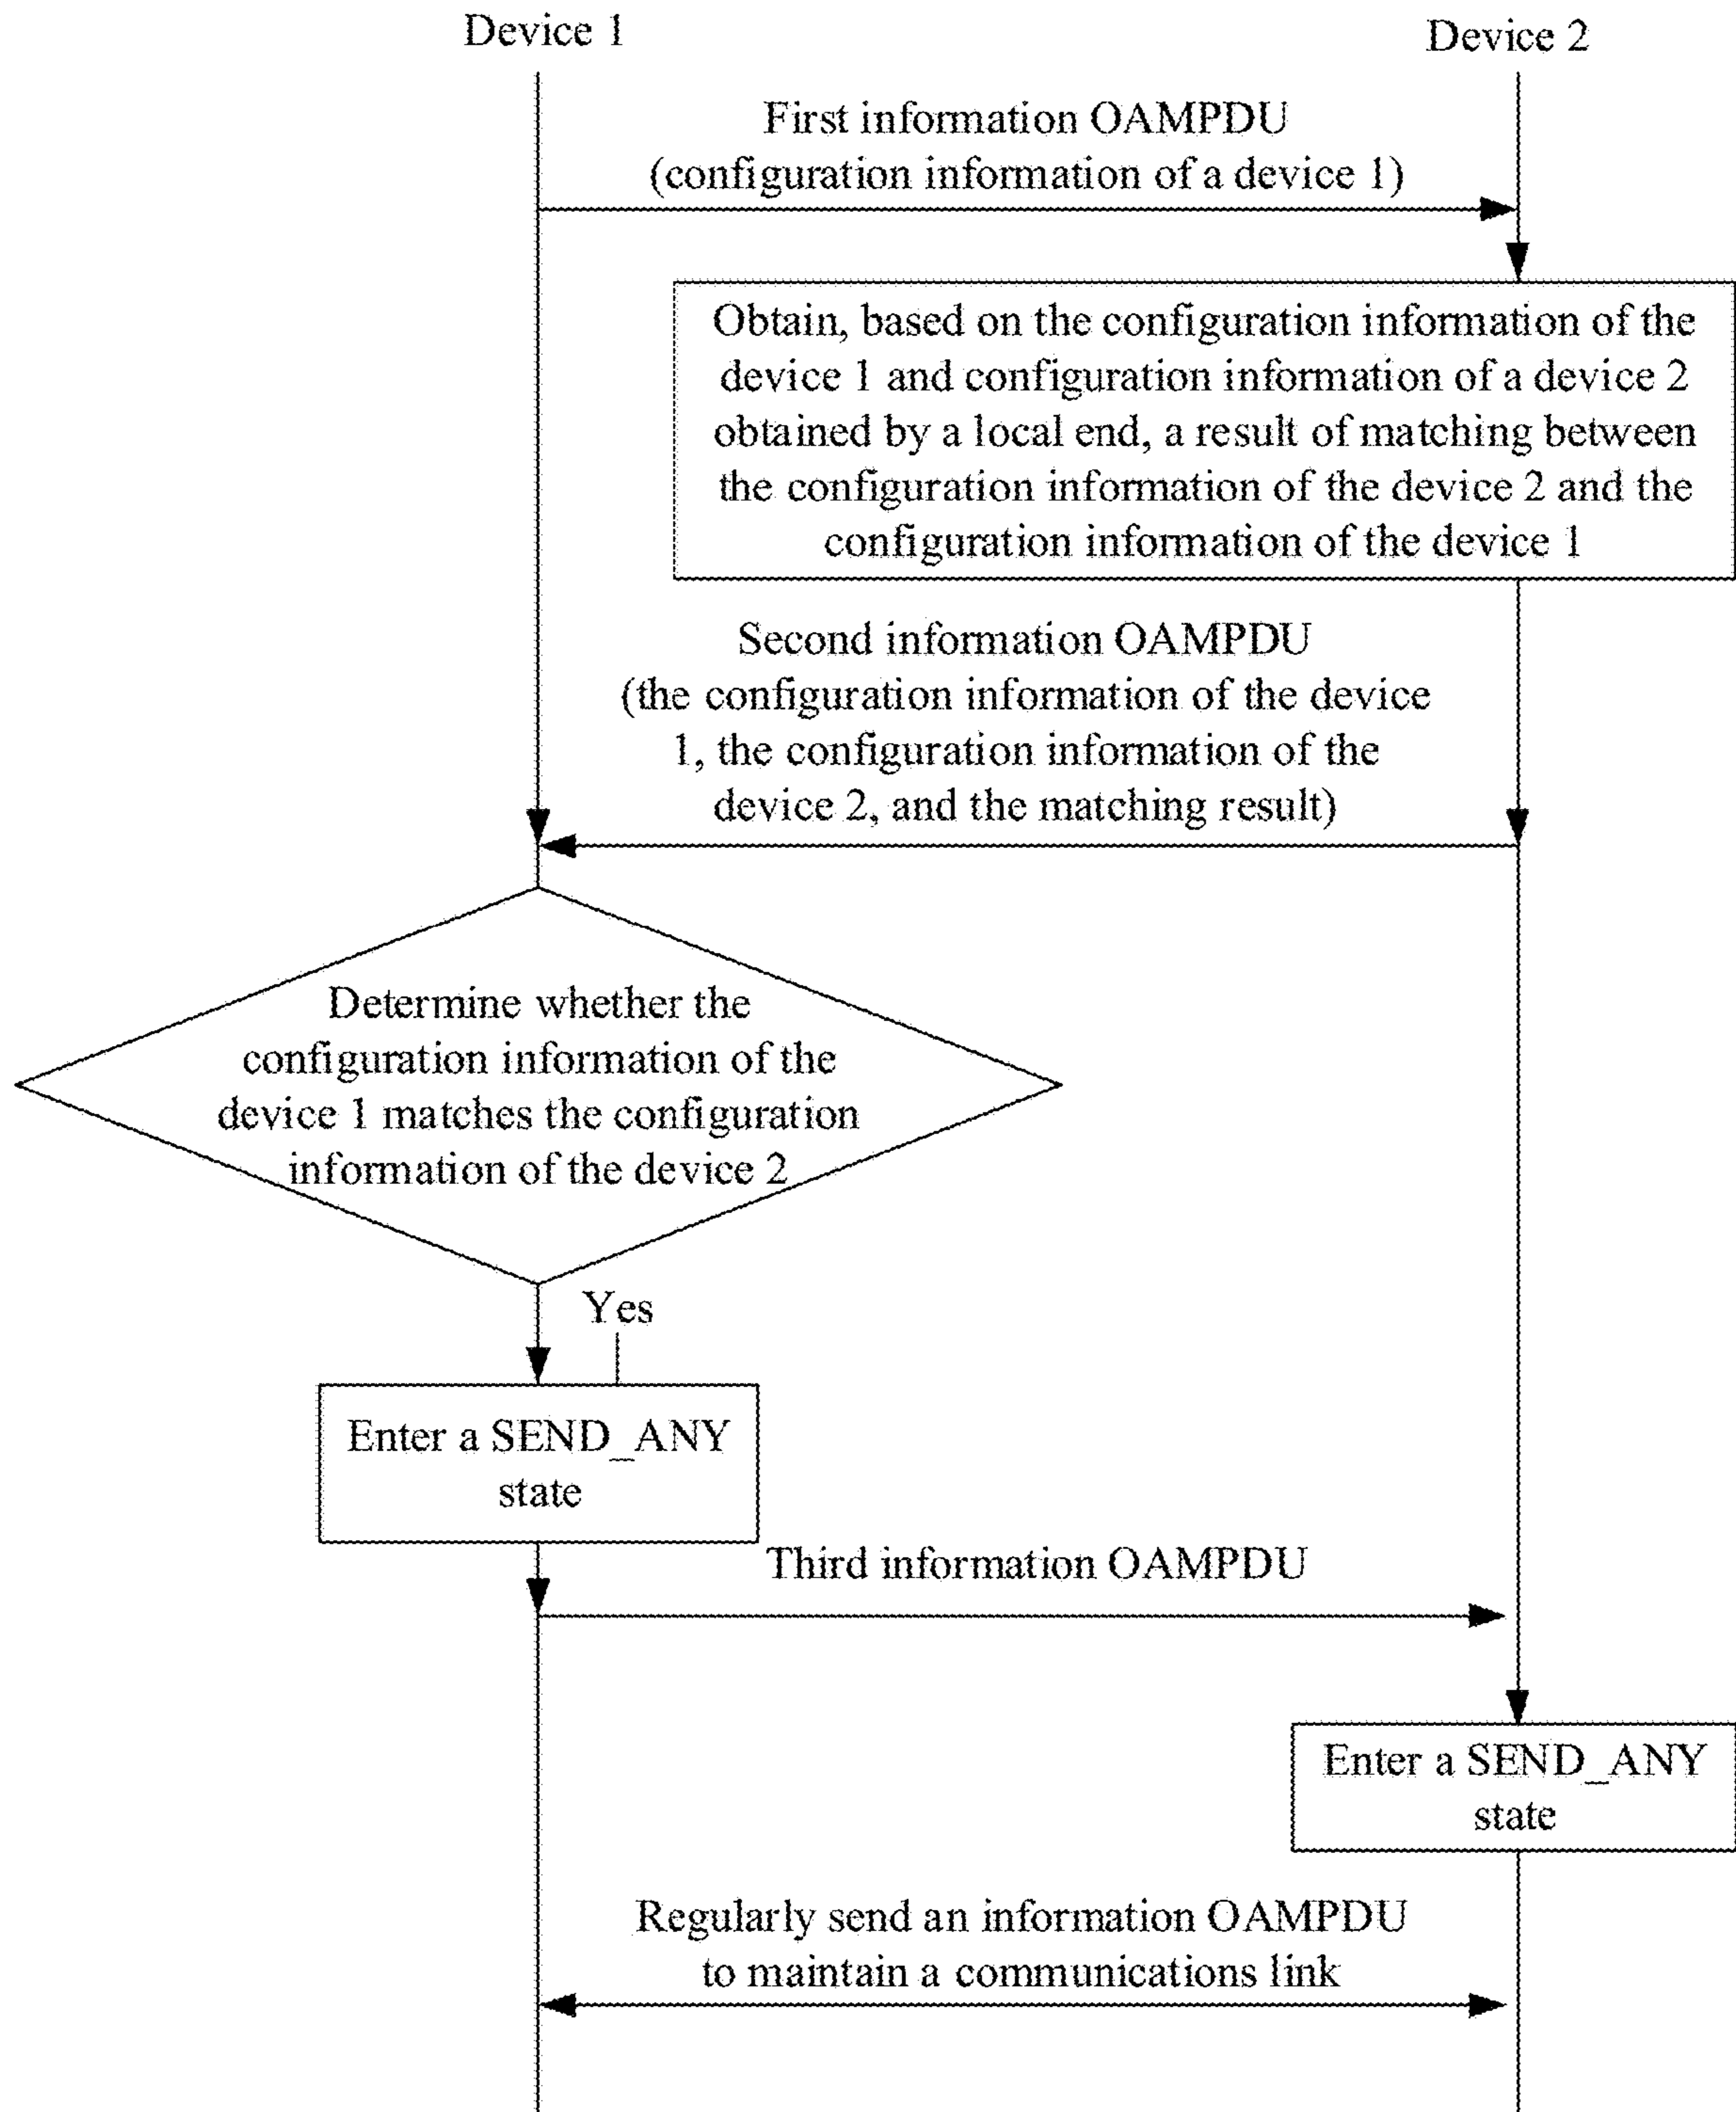 Device 1
Device 2
First information OAMPDU
(configuration information of a device 1)
Obtain, based on the configuration information of the
device 1 and configuration information of a device 2
obtained by a local end, a result of matching between
the configuration information of the device 2 and the
configuration information of the device 1
Second information OAMPDU
(the configuration information of the device
1, the configuration information of the
device 2, and the matching result)
Determine whether the
configuration information of the
device 1 matches the configuration
information of the device 2
Yes
Enter a SEND_ANY
state
Third information OAMPDU
Enter a SEND_ANY
state
Regularly send an information OAMPDU
to maintain a communications link